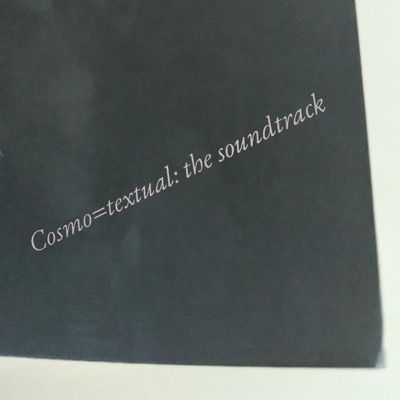 Cosmo=textual: the soundtrack